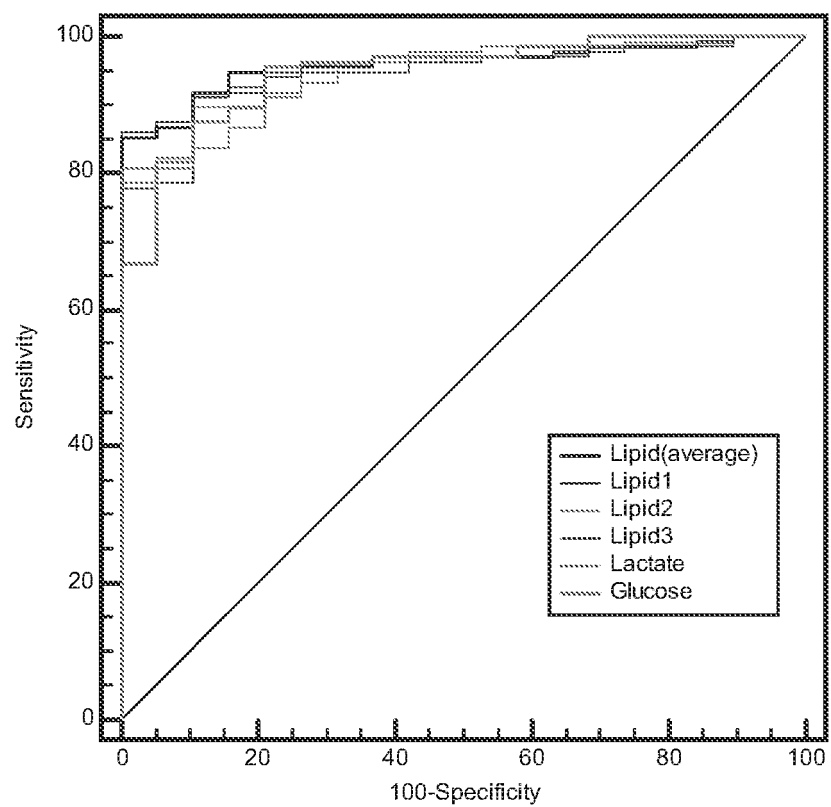 100
80
60
40
20
0
Sensitivity
Lipid(average)
Lipid1
Lipid2
Lipid3
Lactate
Glucose
0 20 40 60 80 100
100-Specificity